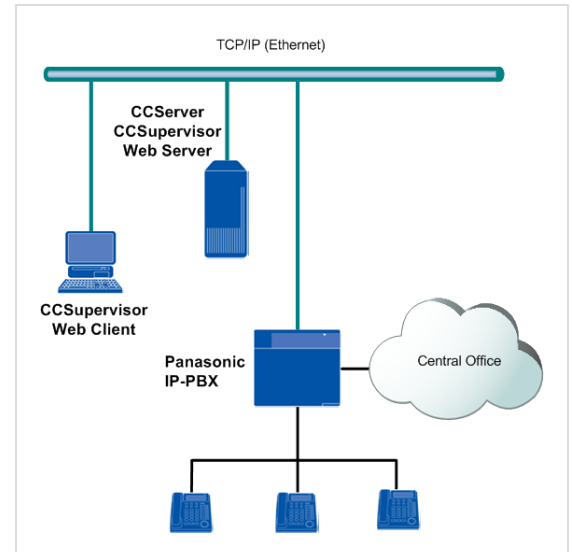 TCP/IP (Ethernet)
CCServer
CCSupervisor
Web Server
CCSupervisor
Web Client
Panasonic
IP-PBX
Central Office